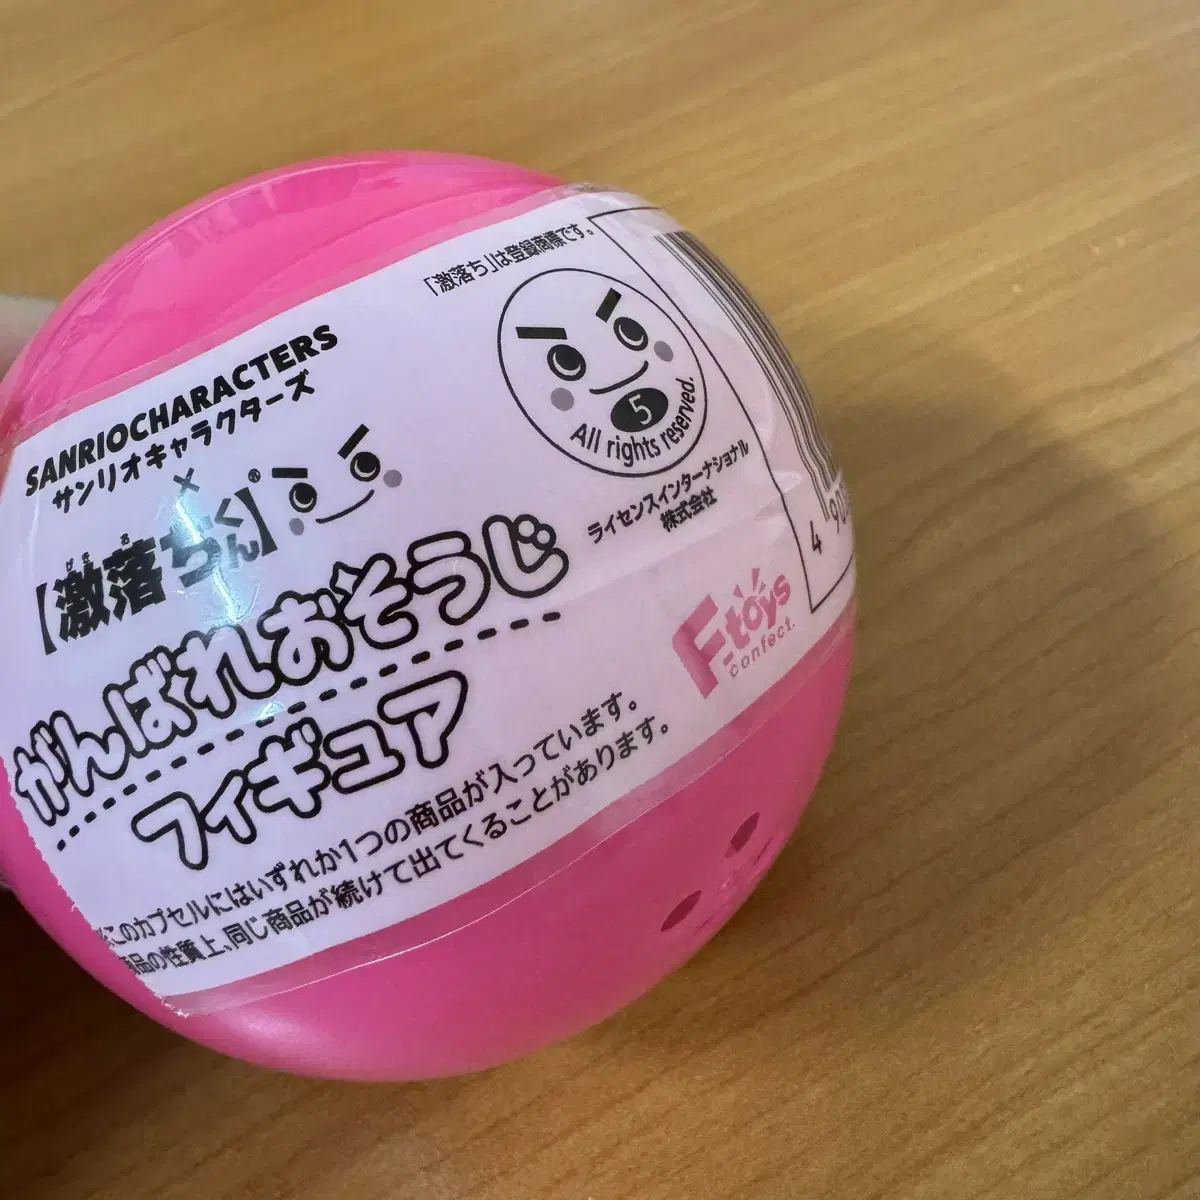 SANRIOCHARACTERS
サンリオキャラクターズ
×
【激落ちくん】®
げきお
がんばれおそうじ
フィギュア
このカプセルにはいずれか1つの商品が入っています。
品の性質上、同じ商品が続けて出てくることがあります。
「激落ち」は登録商標です。
5
All rights reserved.
ライセンスインターナショナル
株式会社
F-toys
confect.
4